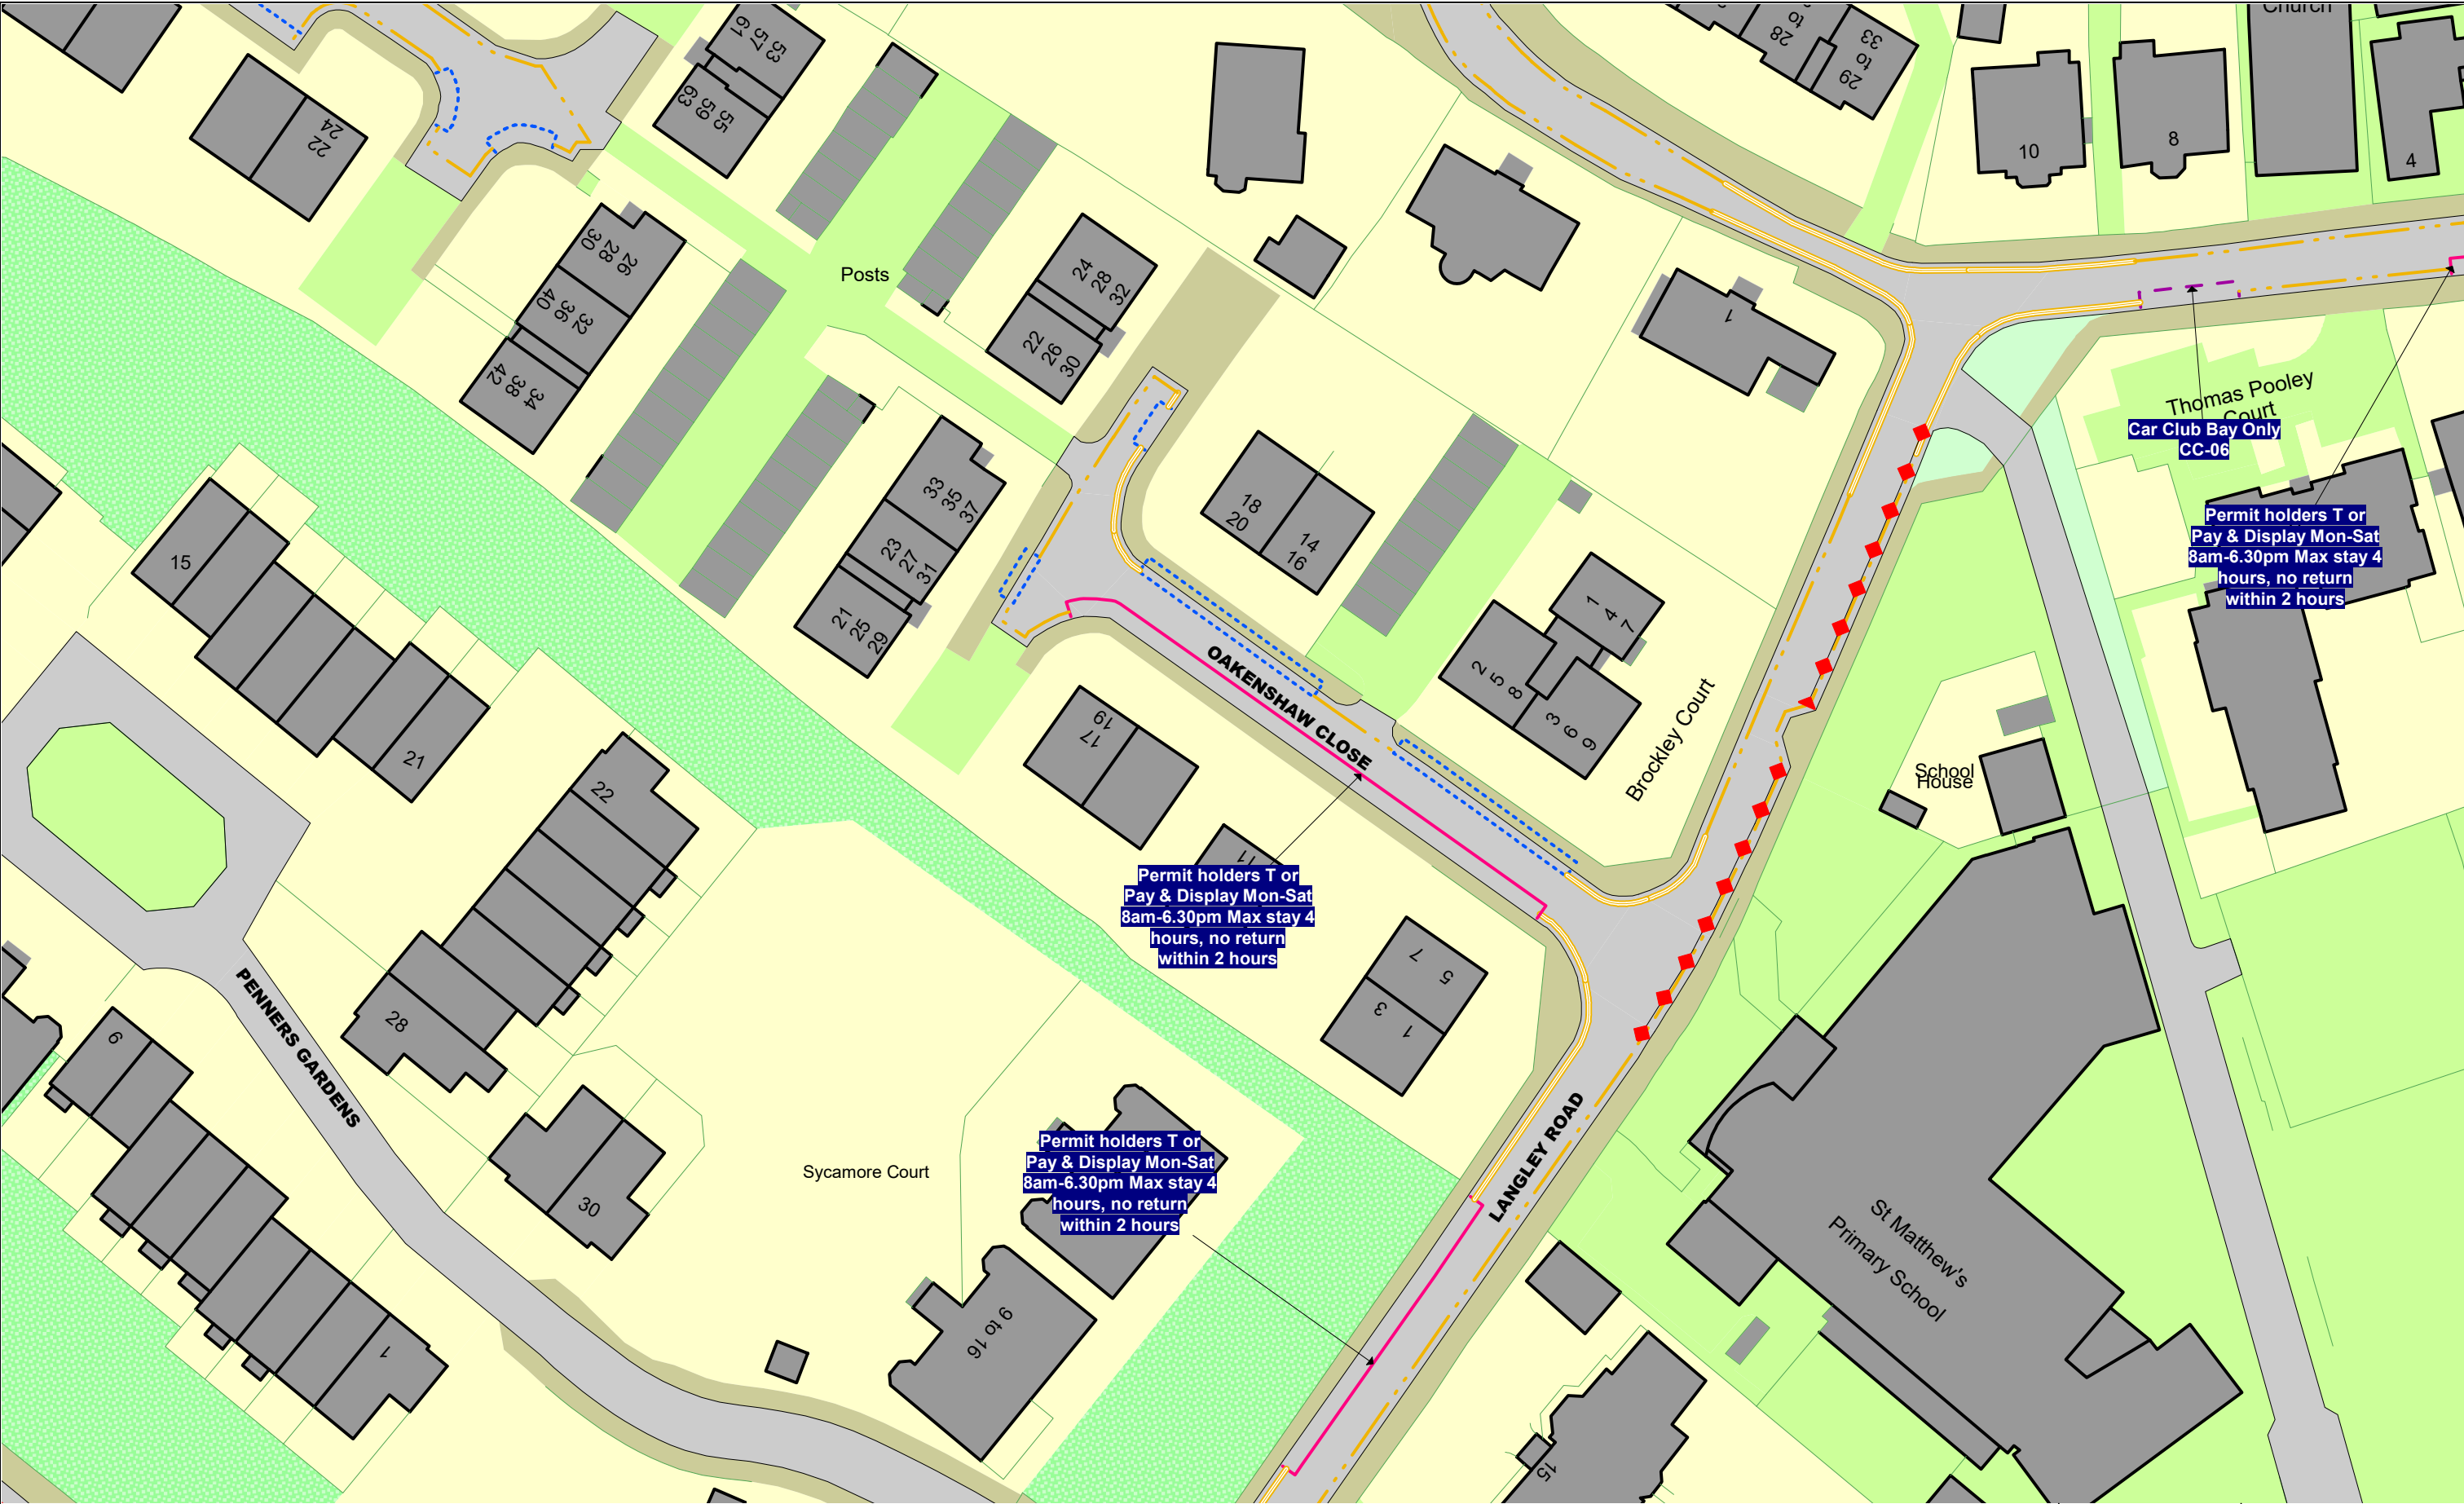 Church
61
57
53
63
59
55
24
22
28
to
33
to
29
10
8
4
30
28
26
40
36
32
42
38
34
Posts
24
28
32
22
26
30
1
Thomas Pooley
Court
Car Club Bay Only
CC-06
Permit holders T or
Pay & Display Mon-Sat
8am-6.30pm Max stay 4
hours, no return
within 2 hours
33
35
37
23
27
31
21
25
29
18
20
14
16
1
4
7
2
5
8
3
6
9
Brockley Court
15
21
22
28
OAKENSHAW CLOSE
19
17
11
School
House
Permit holders T or
Pay & Display Mon-Sat
8am-6.30pm Max stay 4
hours, no return
within 2 hours
5
7
3
1
PENNERS GARDENS
9
30
1
Sycamore Court
Permit holders T or
Pay & Display Mon-Sat
8am-6.30pm Max stay 4
hours, no return
within 2 hours
9 to 16
LANGLEY ROAD
St Matthew's
Primary School
15